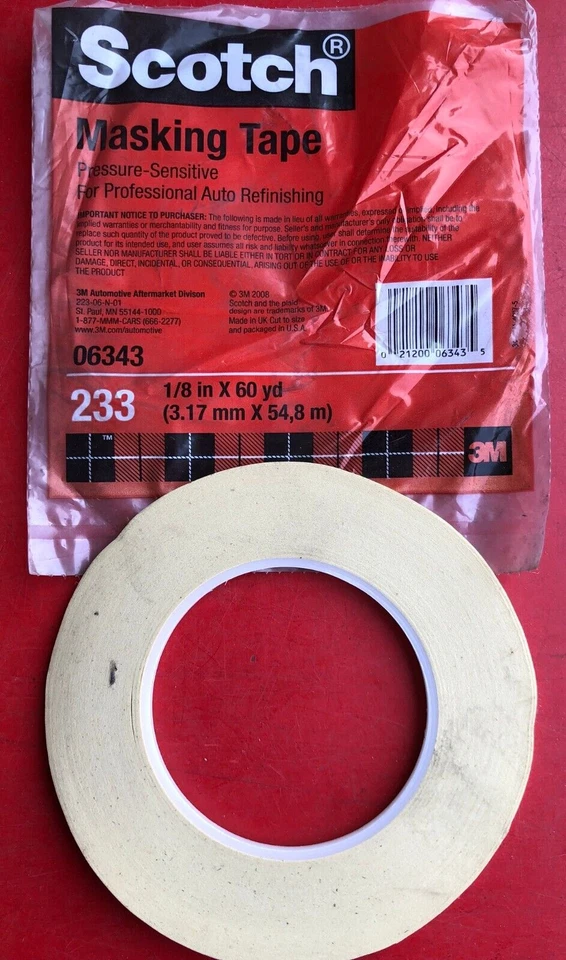 Scotch®
Masking Tape
Pressure-Sensitive
For Professional Auto Refinishing
IMPORTANT NOTICE TO PURCHASER: The following is made in lieu of all warranties, expressed or implied, including the
implied warranties or merchantability and fitness for purpose. Seller's and manufacturer's only obligation shall be to
replace such quantity of the product proved to be defective. Before using, user shall determine the suitability of the
product for its intended use, and user assumes all risk and liability whatsoever in connection therewith. NEITHER
SELLER NOR MANUFACTURER SHALL BE LIABLE EITHER IN TORT OR IN CONTRACT FOR ANY LOSS OR
DAMAGE, DIRECT, INCIDENTAL, OR CONSEQUENTIAL, ARISING OUT OF THE USE OF OR THE INABILITY TO USE
THE PRODUCT
3M Automotive Aftermarket Divison
223-06-N-01
St. Paul, MN 55144-1000
1-877-MMM-CARS (666-2277)
www.3M.com/automotive
© 3M 2008
Scotch and the plaid
design are trademarks of 3M.
Made in UK Cut to size
and packaged in U.S.A.
0 21200 06343 5
06343
233
1/8 in X 60 yd
(3.17 mm X 54,8 m)
™
3M